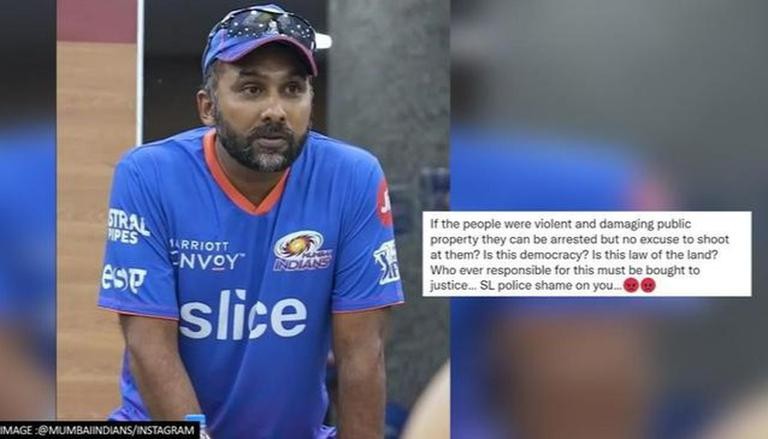 STRAL
PIPES
MARRIOTT
ENVOY
MUMBAI
INDIANS
slice
If the people were violent and damaging public
property they can be arrested but no excuse to shoot
at them? Is this democracy? Is this law of the land?
Who ever responsible for this must be bought to
justice... SL police shame on you...😡😡
IMAGE :@MUMBAIINDIANS/INSTAGRAM